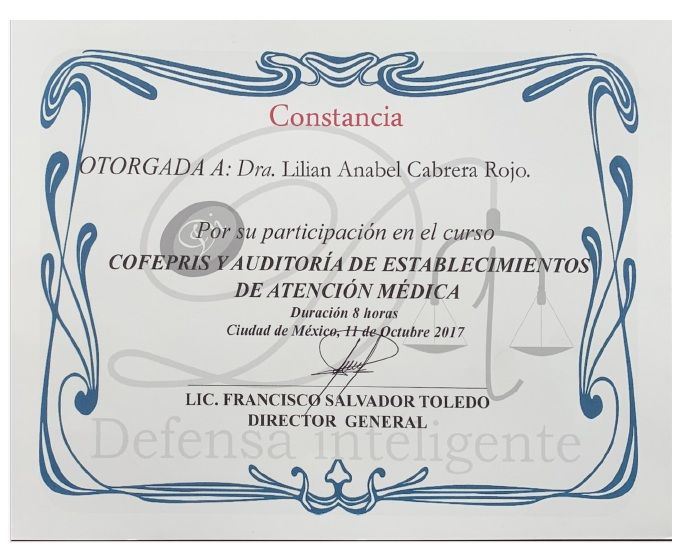 Constancia
OTORGADA A: Dra. Lilian Anabel Cabrera Rojo.
Por su participación en el curso
COFEPRIS Y AUDITORÍA DE ESTABLECIMIENTOS
DE ATENCIÓN MÉDICA
Duración 8 horas
Ciudad de México, 11 de Octubre 2017
LIC. FRANCISCO SALVADOR TOLEDO
DIRECTOR GENERAL
Defensa inteligente